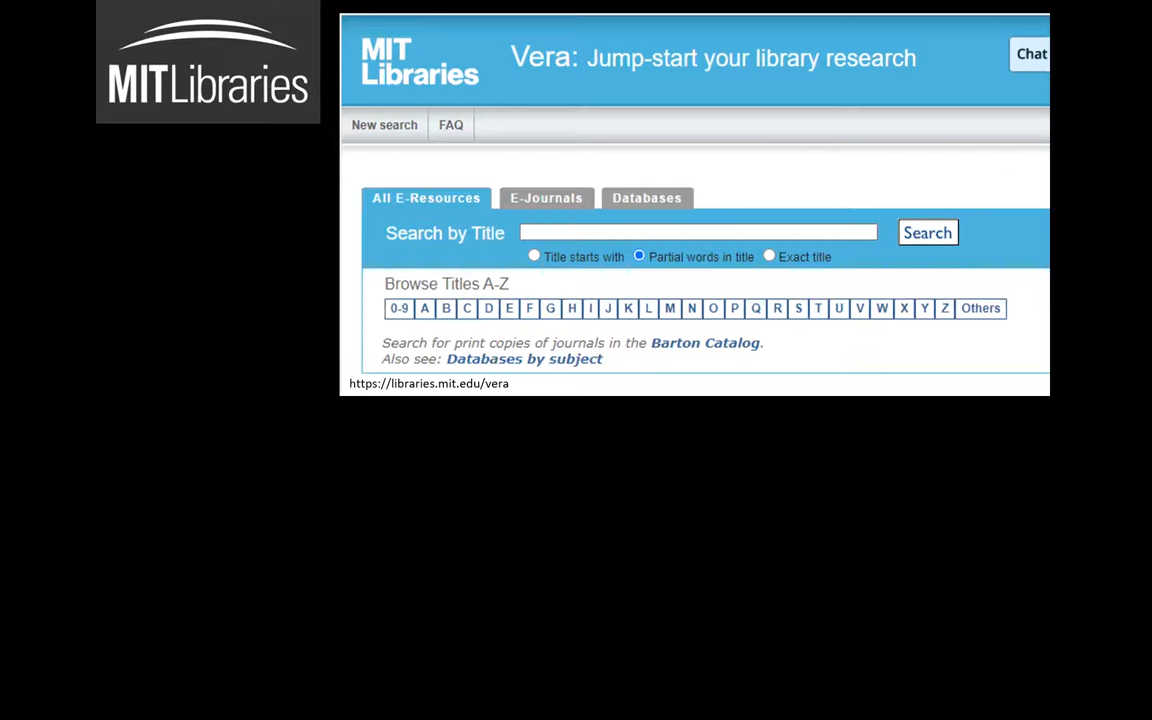 MITLibraries
MIT
Libraries
Vera: Jump-start your library research
Chat
New search FAQ
All E-Resources E-Journals Databases
Search by Title Search
Title starts with Partial words in title Exact title
Browse Titles A-Z
0-9 A B C D E F G H I J K L M N O P Q R S T U V W X Y Z Others
Search for print copies of journals in the Barton Catalog.
Also see: Databases by subject
https://libraries.mit.edu/vera